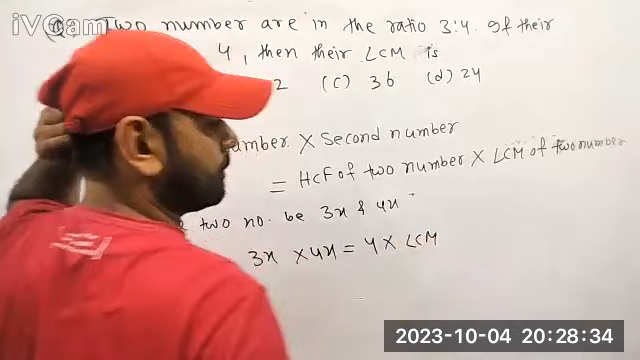 iVCam
Two number are in the ratio 3:4. If their
4, then their LCM is
2 (c) 36 (d) 24
umber X Second number
= HCF of two number X LCM of two number
two no. be 3x & 4x
3x X 4x = 4 X LCM
2023-10-04 20:28:34